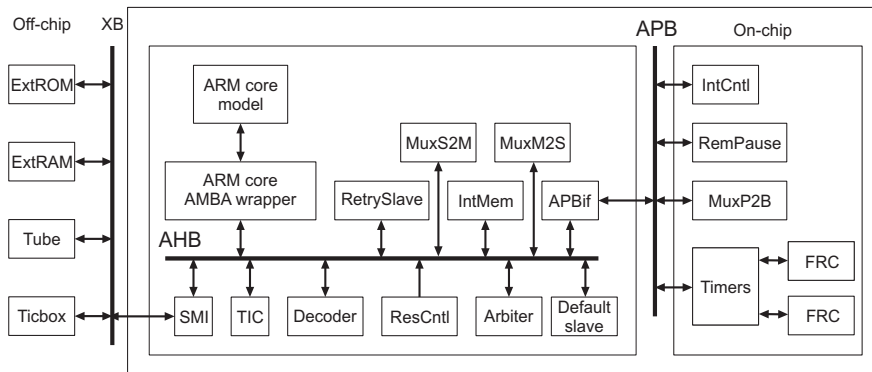 Off-chip
XB
APB
On-chip
ExtROM
ExtRAM
Tube
Ticbox
ARM core
model
ARM core
AMBA wrapper
MuxS2M
MuxM2S
RetrySlave
IntMem
APBif
AHB
SMI
TIC
Decoder
ResCntl
Arbiter
Default
slave
IntCntl
RemPause
MuxP2B
Timers
FRC
FRC